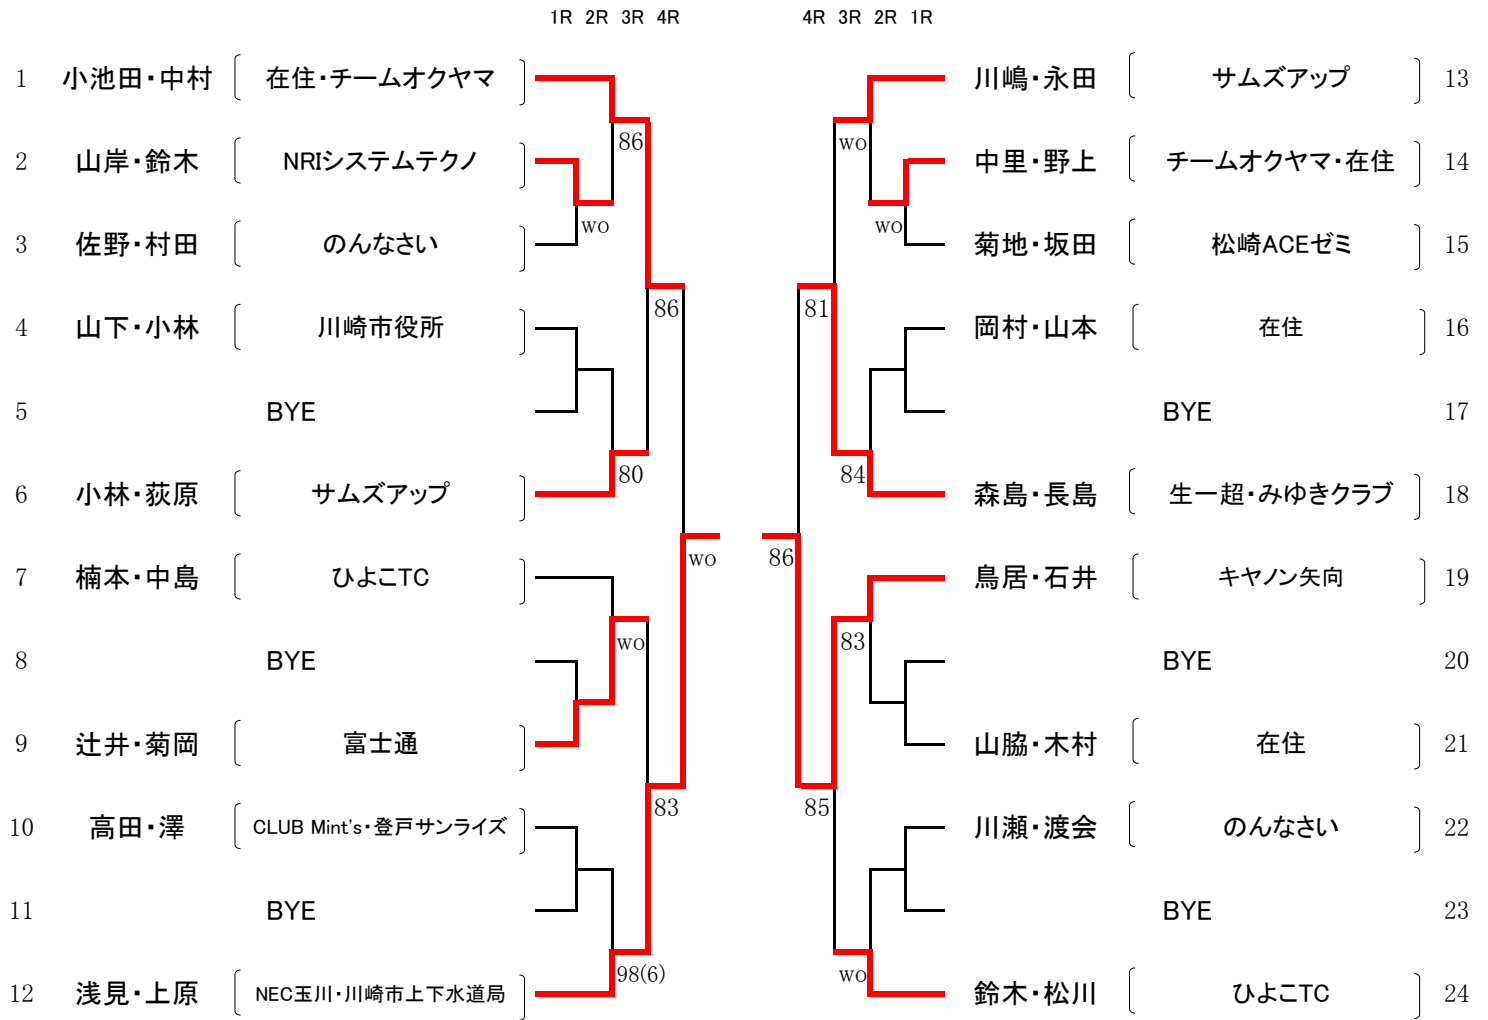 1R 2R 3R 4R 4R 3R 2R 1R
1 小池田・中村 在住・チームオクヤマ 川嶋・永田 サムズアップ 13
86 wo
2 山岸・鈴木 NRIシステムテクノ 中里・野上 チームオクヤマ・在住 14
wo wo
3 佐野・村田 のんなさい 菊地・坂田 松崎ACEゼミ 15
86 81
4 山下・小林 川崎市役所 岡村・山本 在住 16
5 BYE BYE 17
80 84
6 小林・荻原 サムズアップ 森島・長島 生一超・みゆきクラブ 18
wo 86
7 楠本・中島 ひよこTC 鳥居・石井 キヤノン矢向 19
wo 83
8 BYE BYE 20
9 辻井・菊岡 富士通 山脇・木村 在住 21
83 85
10 高田・澤 CLUB Mint's・登戸サンライズ 川瀬・渡会 のんなさい 22
11 BYE BYE 23
98(6) wo
12 浅見・上原 NEC玉川・川崎市上下水道局 鈴木・松川 ひよこTC 24